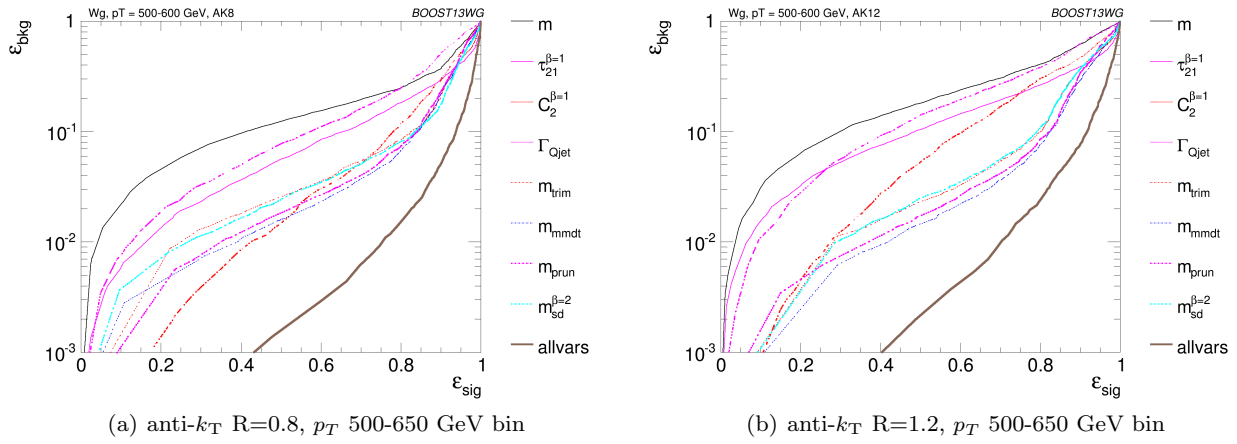 Wg, pT = 500-600 GeV, AK8 BOOST13WG
ε_bkg
1
10^-1
10^-2
10^-3
0 0.2 0.4 0.6 0.8 1
ε_sig
m
τ_21^β=1
C_2^β=1
Γ_Qjet
m_trim
m_mmdt
m_prun
m_sd^β=2
allvars
(a) anti-k_T R=0.8, p_T 500-650 GeV bin
Wg, pT = 500-600 GeV, AK12 BOOST13WG
ε_bkg
1
10^-1
10^-2
10^-3
0 0.2 0.4 0.6 0.8 1
ε_sig
m
τ_21^β=1
C_2^β=1
Γ_Qjet
m_trim
m_mmdt
m_prun
m_sd^β=2
allvars
(b) anti-k_T R=1.2, p_T 500-650 GeV bin